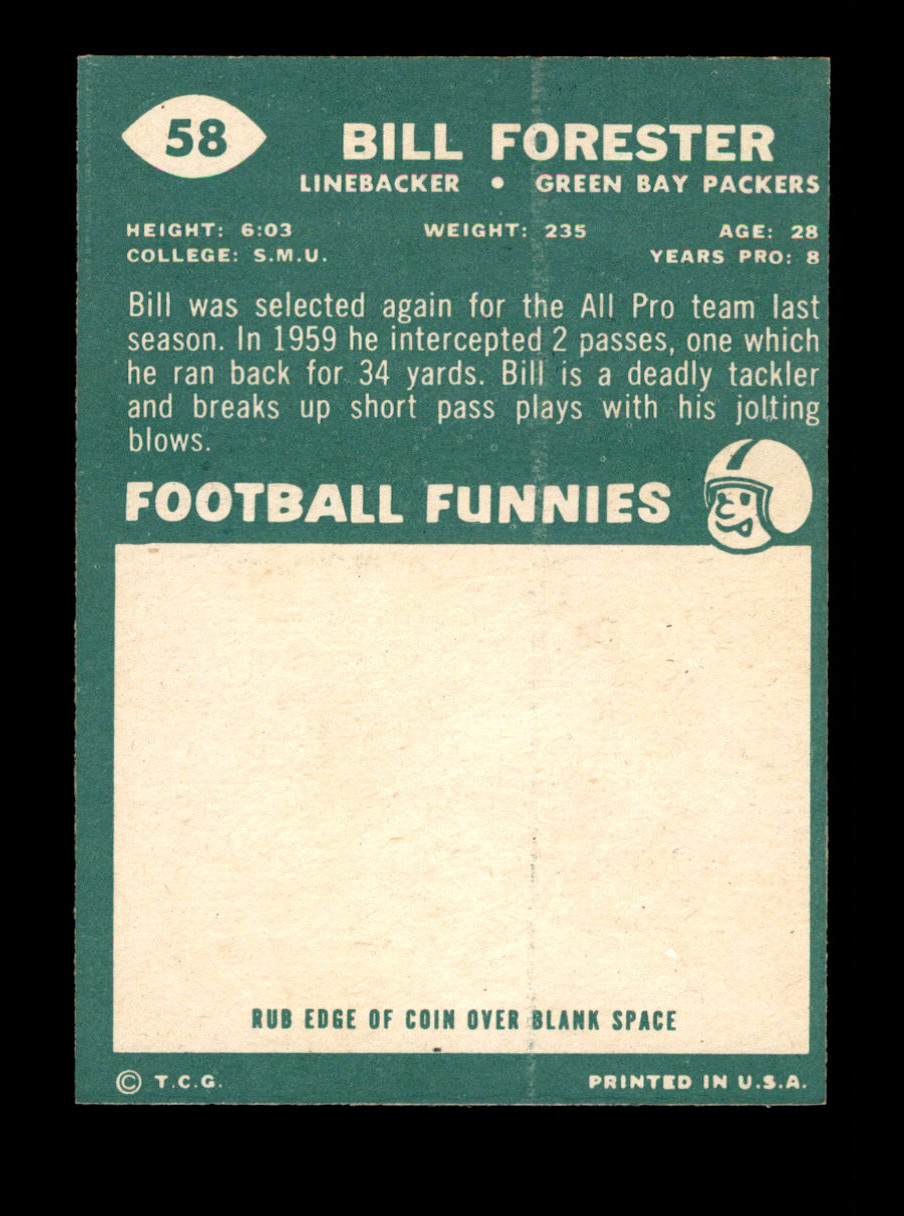 58
BILL FORESTER
LINEBACKER • GREEN BAY PACKERS
HEIGHT: 6:03 WEIGHT: 235 AGE: 28
COLLEGE: S.M.U. YEARS PRO: 8
Bill was selected again for the All Pro team last
season. In 1959 he intercepted 2 passes, one which
he ran back for 34 yards. Bill is a deadly tackler
and breaks up short pass plays with his jolting
blows.
FOOTBALL FUNNIES
RUB EDGE OF COIN OVER BLANK SPACE
© T.C.G. PRINTED IN U.S.A.